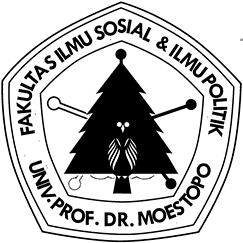 FAKULTAS ILMU SOSIAL & ILMU POLITIK
UNIV. PROF. DR. MOESTOPO